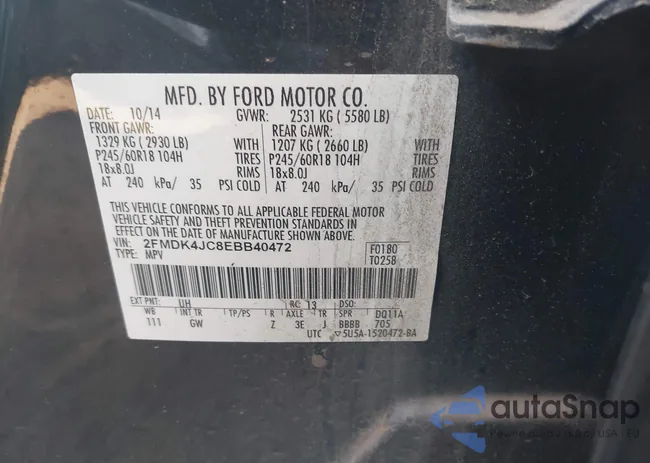 MFD. BY FORD MOTOR CO.
DATE: 10/14 GVWR: 2531 KG ( 5580 LB)
FRONT GAWR: REAR GAWR:
1329 KG ( 2930 LB) WITH 1207 KG ( 2660 LB) WITH
P245/60R18 104H TIRES P245/60R18 104H TIRES
18x8.0J RIMS 18x8.0J RIMS
AT 240 kPa/ 35 PSI COLD AT 240 kPa/ 35 PSI COLD
THIS VEHICLE CONFORMS TO ALL APPLICABLE FEDERAL MOTOR
VEHICLE SAFETY AND THEFT PREVENTION STANDARDS IN
EFFECT ON THE DATE OF MANUFACTURE SHOWN ABOVE.
VIN: 2FMDK4JC8EBB40472 F0180
TYPE: MPV T0258
EXT PNT: UH RC: 13 DSO:
WB INT TR TP/PS R AXLE TR SPR DQ11A
111 GW Z 3E J BBBB 705
UTC ▽5U5A-1520472-BA
autoSnap